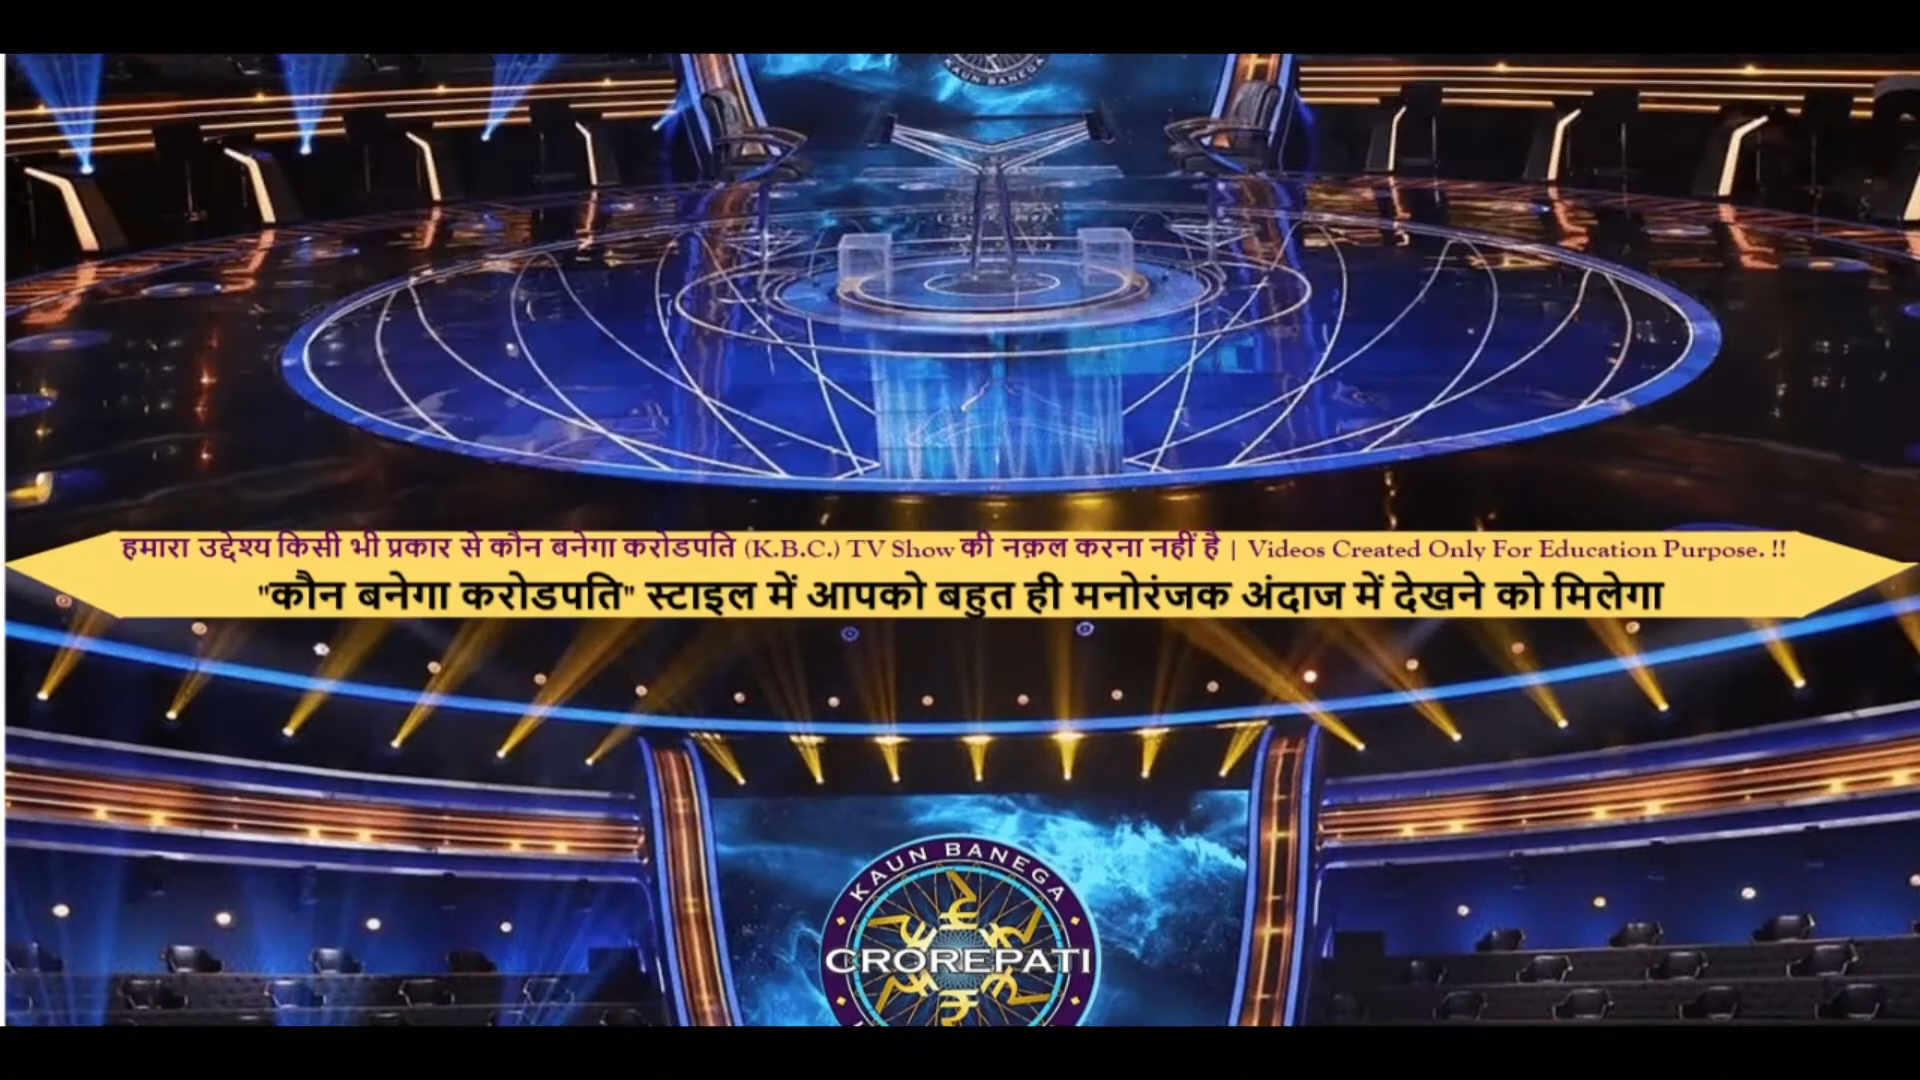 KAUN BANEGA
हमारा उद्देश्य किसी भी प्रकार से कौन बनेगा करोडपति (K.B.C.) TV Show की नक़ल करना नहीं है | Videos Created Only For Education Purpose. !!
"कौन बनेगा करोडपति" स्टाइल में आपको बहुत ही मनोरंजक अंदाज में देखने को मिलेगा
KAUN BANEGA
CROREPATI